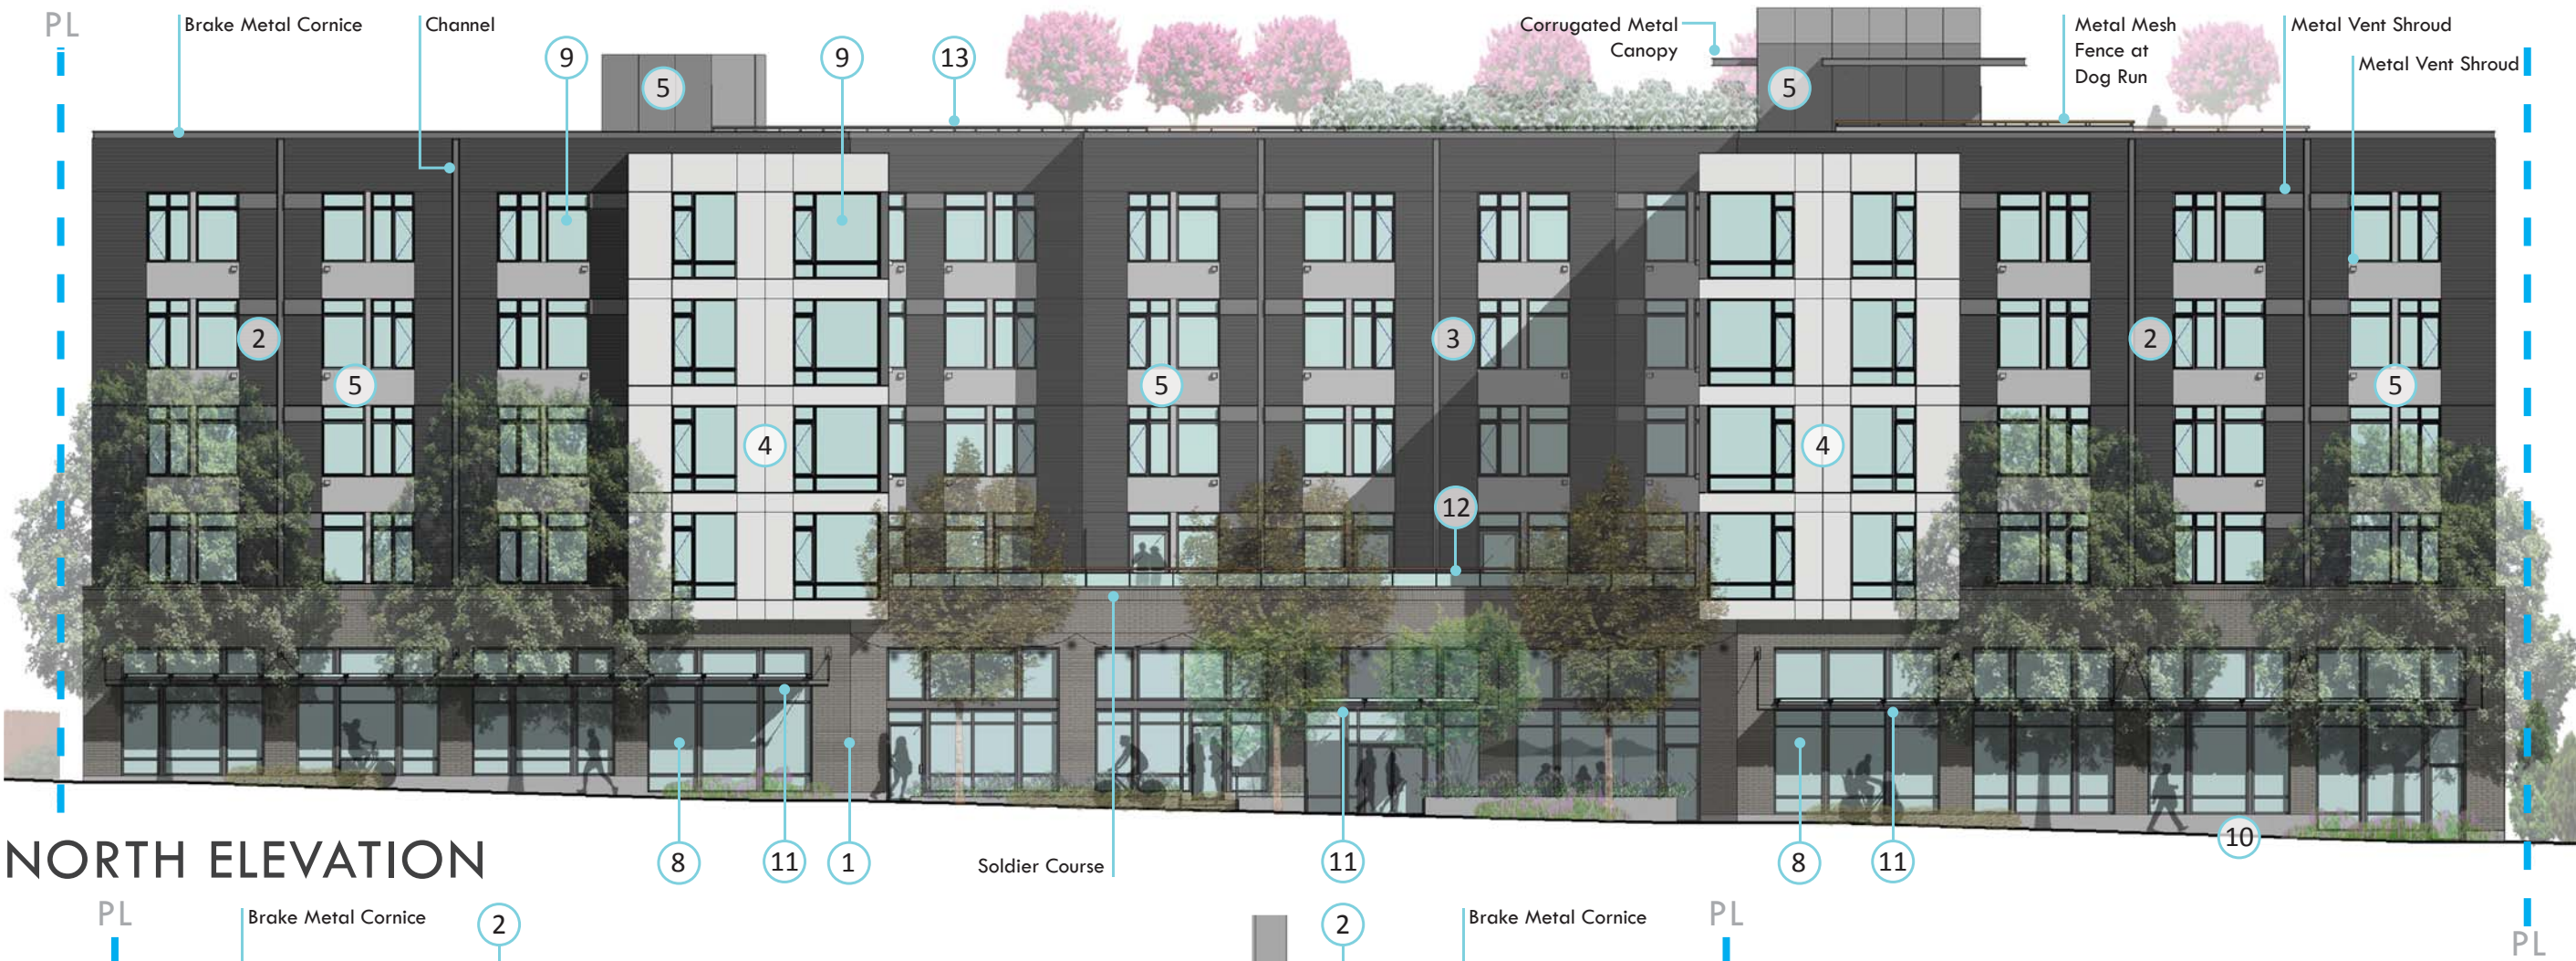 PL
Brake Metal Cornice
Channel
9
9
13
5
Corrugated Metal
Canopy
5
Metal Mesh
Fence at
Dog Run
Metal Vent Shroud
Metal Vent Shroud
2
3
2
5
5
5
4
4
12
NORTH ELEVATION
8
11
1
Soldier Course
11
8
11
10
PL
Brake Metal Cornice
2
2
Brake Metal Cornice
PL
PL